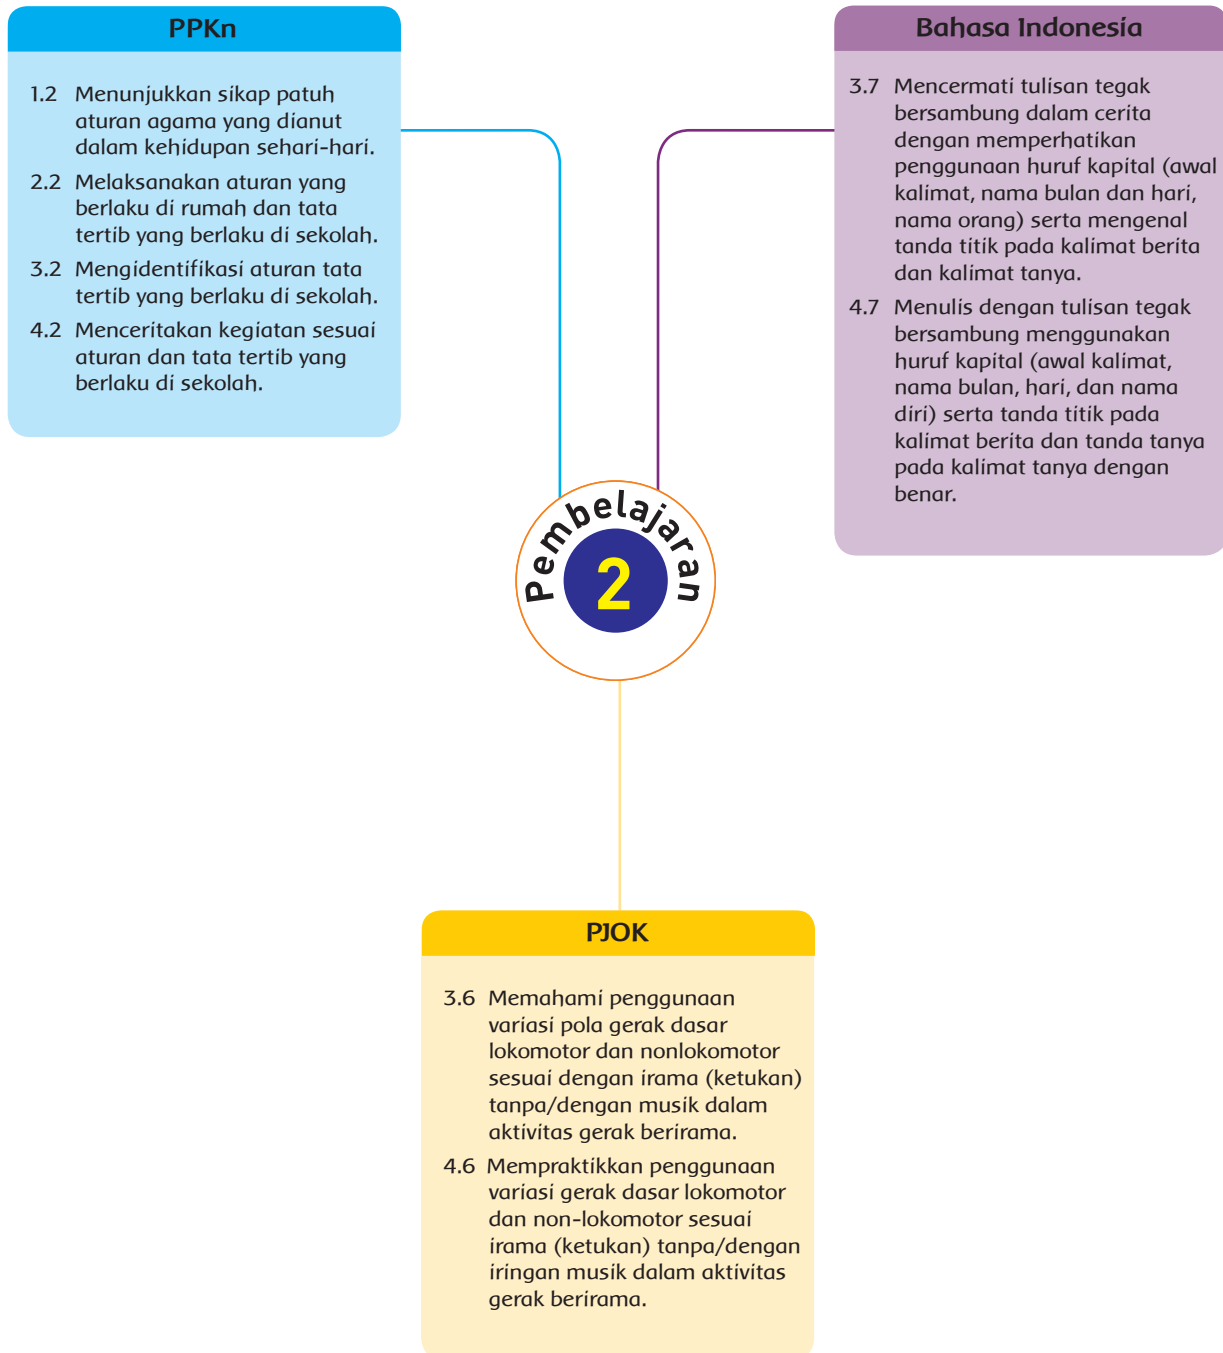 PPKn
1.2 Menunjukkan sikap patuh
aturan agama yang dianut
dalam kehidupan sehari-hari.
2.2 Melaksanakan aturan yang
berlaku di rumah dan tata
tertib yang berlaku di sekolah.
3.2 Mengidentifikasi aturan tata
tertib yang berlaku di sekolah.
4.2 Menceritakan kegiatan sesuai
aturan dan tata tertib yang
berlaku di sekolah.
Bahasa Indonesia
3.7 Mencermati tulisan tegak
bersambung dalam cerita
dengan memperhatikan
penggunaan huruf kapital (awal
kalimat, nama bulan dan hari,
nama orang) serta mengenal
tanda titik pada kalimat berita
dan kalimat tanya.
4.7 Menulis dengan tulisan tegak
bersambung menggunakan
huruf kapital (awal kalimat,
nama bulan, hari, dan nama
diri) serta tanda titik pada
kalimat berita dan tanda tanya
pada kalimat tanya dengan
benar.
Pembelajaran
2
PJOK
3.6 Memahami penggunaan
variasi pola gerak dasar
lokomotor dan nonlokomotor
sesuai dengan irama (ketukan)
tanpa/dengan musik dalam
aktivitas gerak berirama.
4.6 Mempraktikkan penggunaan
variasi gerak dasar lokomotor
dan non-lokomotor sesuai
irama (ketukan) tanpa/dengan
iringan musik dalam aktivitas
gerak berirama.